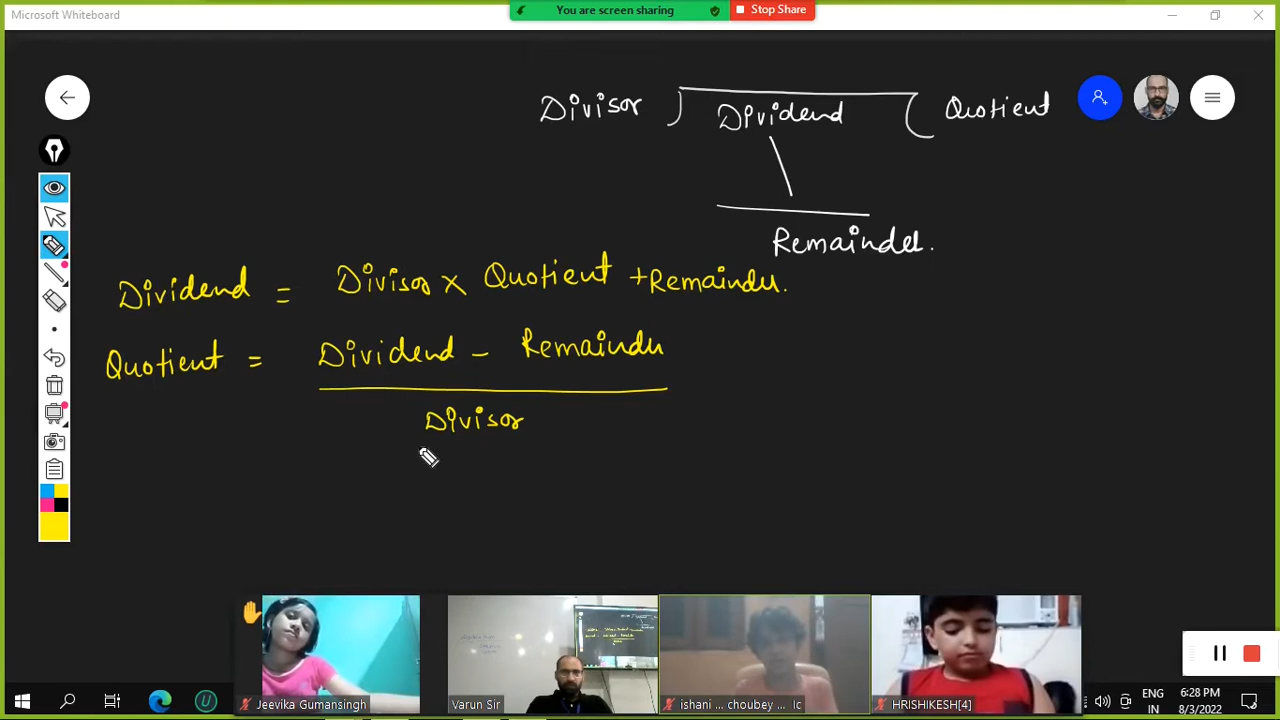 You are screen sharing
Stop Share
Microsoft Whiteboard
Divisor Dividend Quotient
Remainder.
Dividend = Divisor × Quotient + Remainder.
Quotient = Dividend - Remainder
Divisor
Jeevika Gumansingh
Varun Sir
ishani ... choubey ... Ic
HRISHIKESH[4]
ENG
IN
6:28 PM
8/3/2022